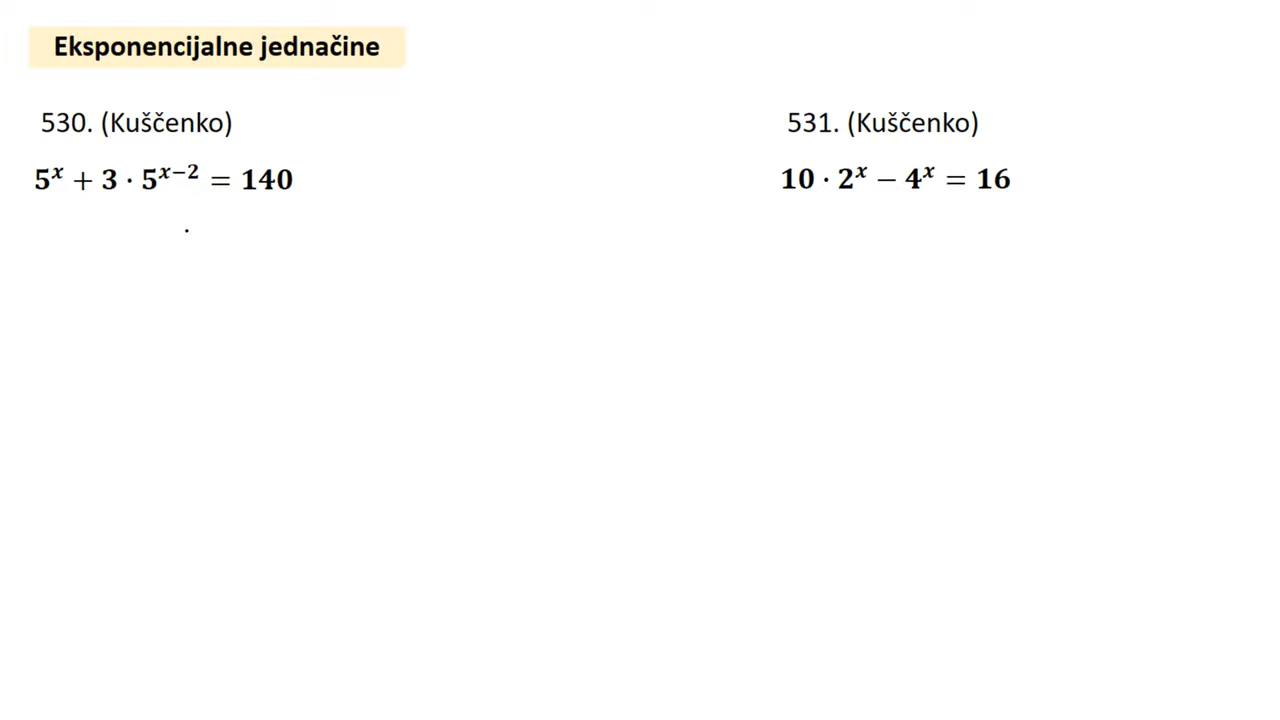 Eksponencijalne jednačine
530. (Kuščenko)
5^x + 3 · 5^{x−2} = 140
531. (Kuščenko)
10 · 2^x − 4^x = 16